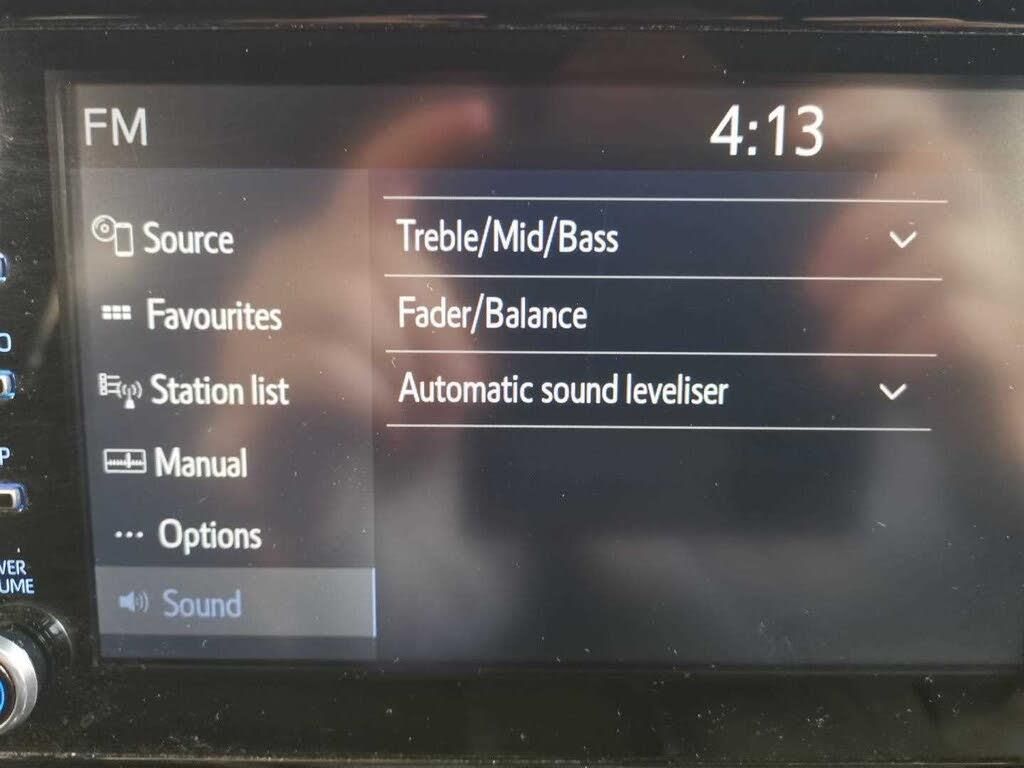 FM
4:13
Source
Favourites
Station list
Manual
Options
Sound
Treble/Mid/Bass
Fader/Balance
Automatic sound leveliser